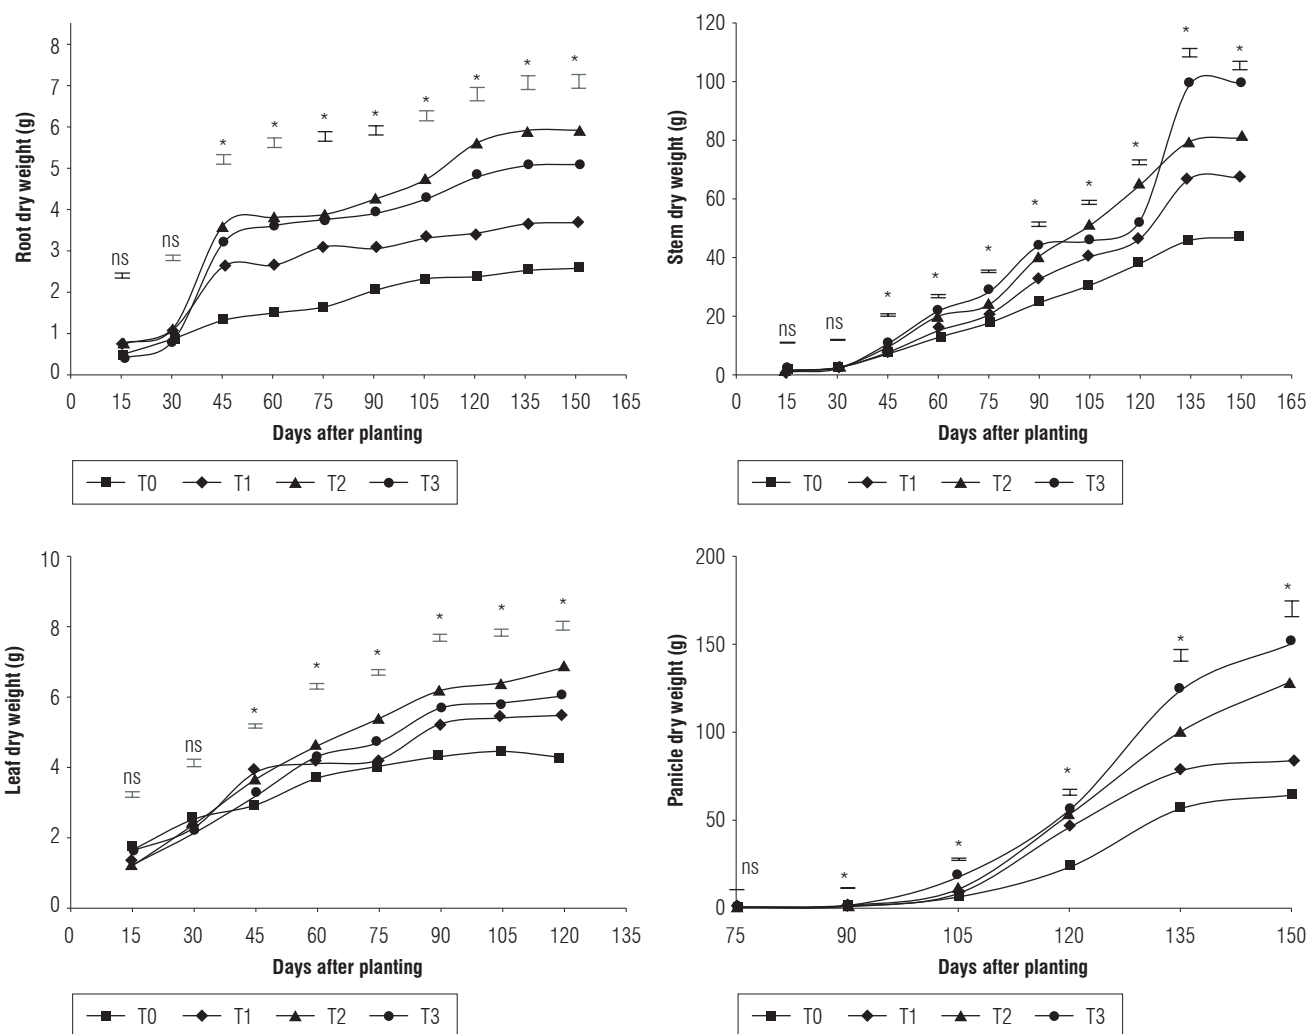 Root dry weight (g)
8
7
6
5
4
3
2
1
0
ns
ns
*
*
*
*
*
*
*
*
0 15 30 45 60 75 90 105 120 135 150 165
Days after planting
T0 T1 T2 T3
Stem dry weight (g)
120
100
80
60
40
20
0
ns
ns
*
*
*
*
*
*
*
*
0 15 30 45 60 75 90 105 120 135 150 165
Days after planting
T0 T1 T2 T3
Leaf dry weight (g)
10
8
6
4
2
0
ns
ns
*
*
*
*
*
*
0 15 30 45 60 75 90 105 120 135
Days after planting
T0 T1 T2 T3
Panicle dry weight (g)
200
150
100
50
0
ns
*
*
*
*
*
75 90 105 120 135 150
Days after planting
T0 T1 T2 T3